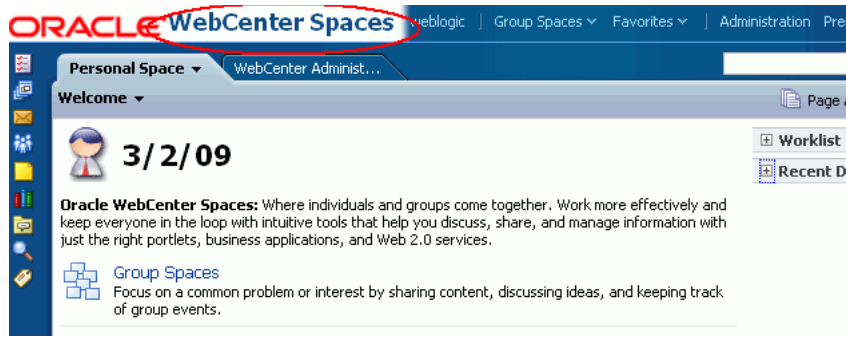 ORACLE WebCenter Spaces weblogic Group Spaces Favorites Administration Pre
Personal Space WebCenter Administ...
Welcome Page
3/2/09
Worklist
Recent D
Oracle WebCenter Spaces: Where individuals and groups come together. Work more effectively and
keep everyone in the loop with intuitive tools that help you discuss, share, and manage information with
just the right portlets, business applications, and Web 2.0 services.
Group Spaces
Focus on a common problem or interest by sharing content, discussing ideas, and keeping track
of group events.